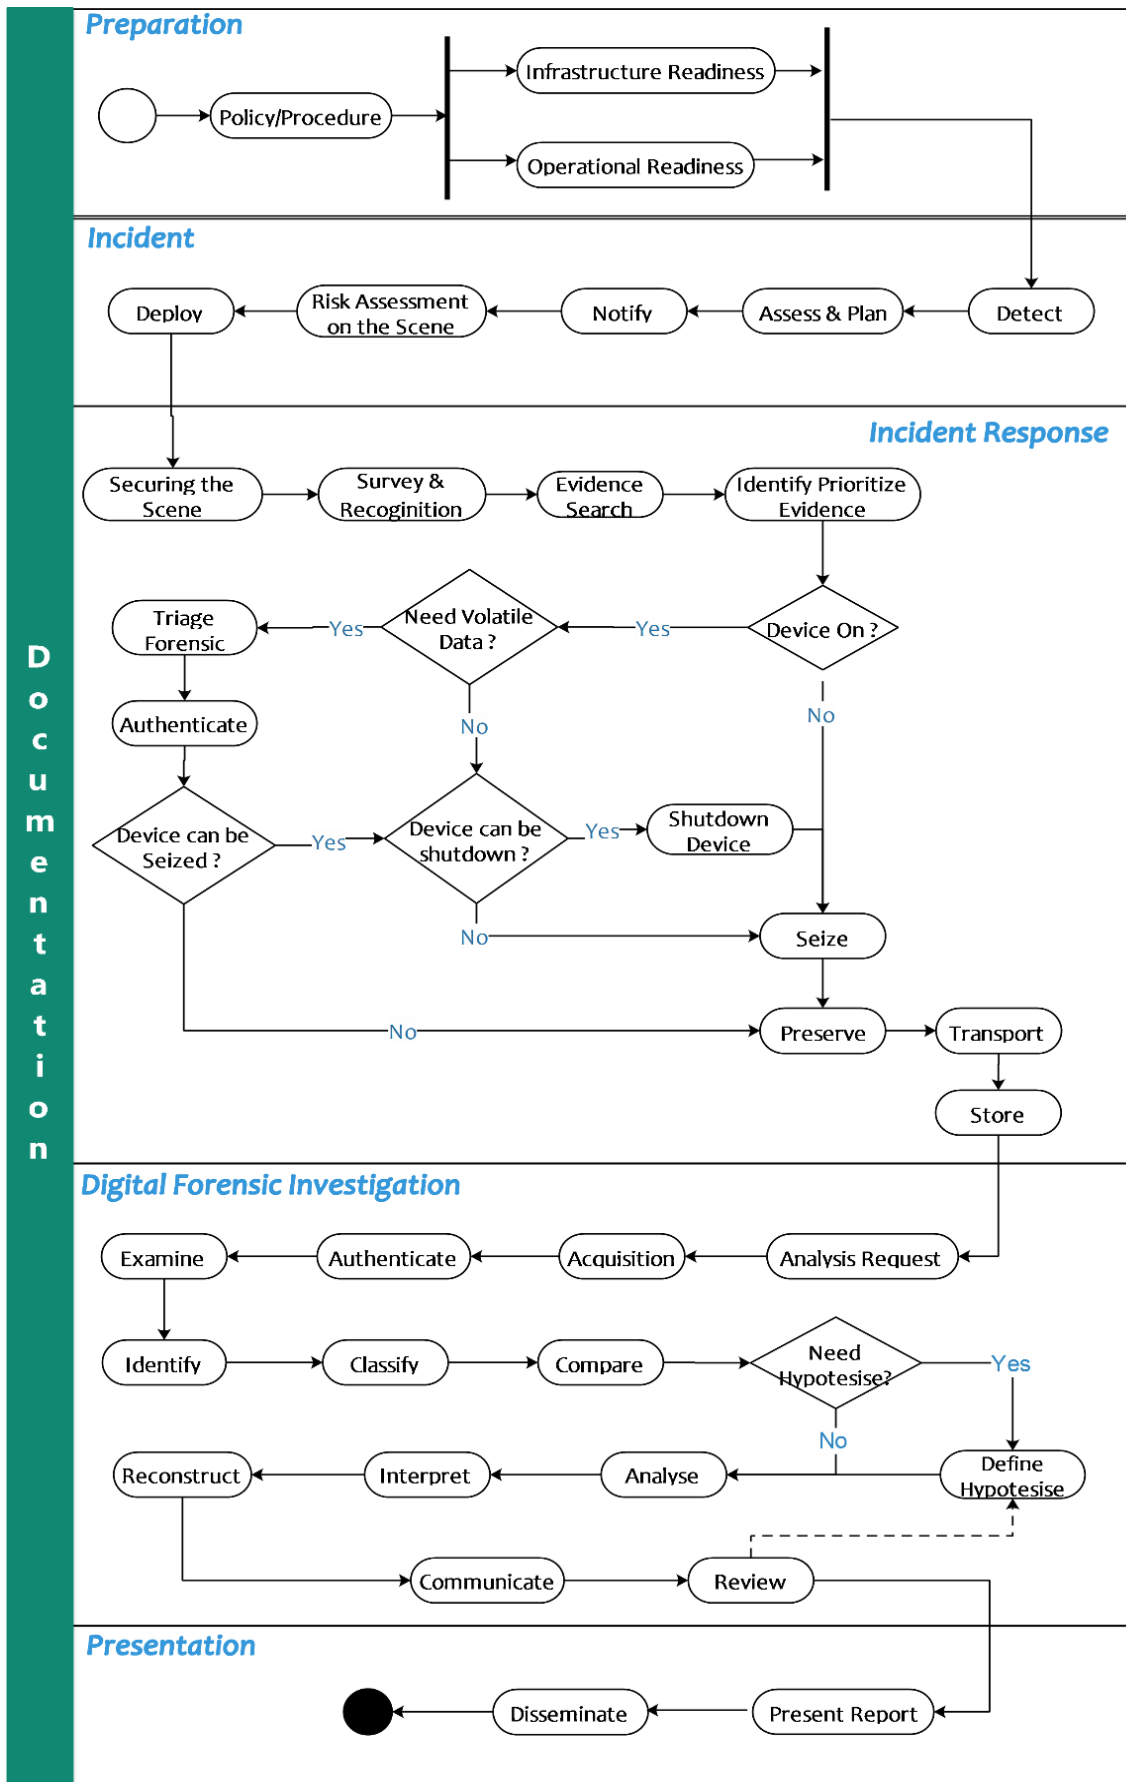 Documentation
Preparation
Infrastructure Readiness
Policy/Procedure
Operational Readiness
Incident
Deploy
Risk Assessment
on the Scene
Notify
Assess & Plan
Detect
Incident Response
Securing the
Scene
Survey &
Recoginition
Evidence
Search
Identify Prioritize
Evidence
Triage
Forensic
Yes
Need Volatile
Data ?
Yes
Device On ?
Authenticate
No
No
Device can be
Seized ?
Yes
Device can be
shutdown ?
Yes
Shutdown
Device
No
Seize
No
Preserve
Transport
Store
Digital Forensic Investigation
Examine
Authenticate
Acquisition
Analysis Request
Identify
Classify
Compare
Need
Hypotesise?
Yes
No
Reconstruct
Interpret
Analyse
Define
Hypotesise
Communicate
Review
Presentation
Disseminate
Present Report